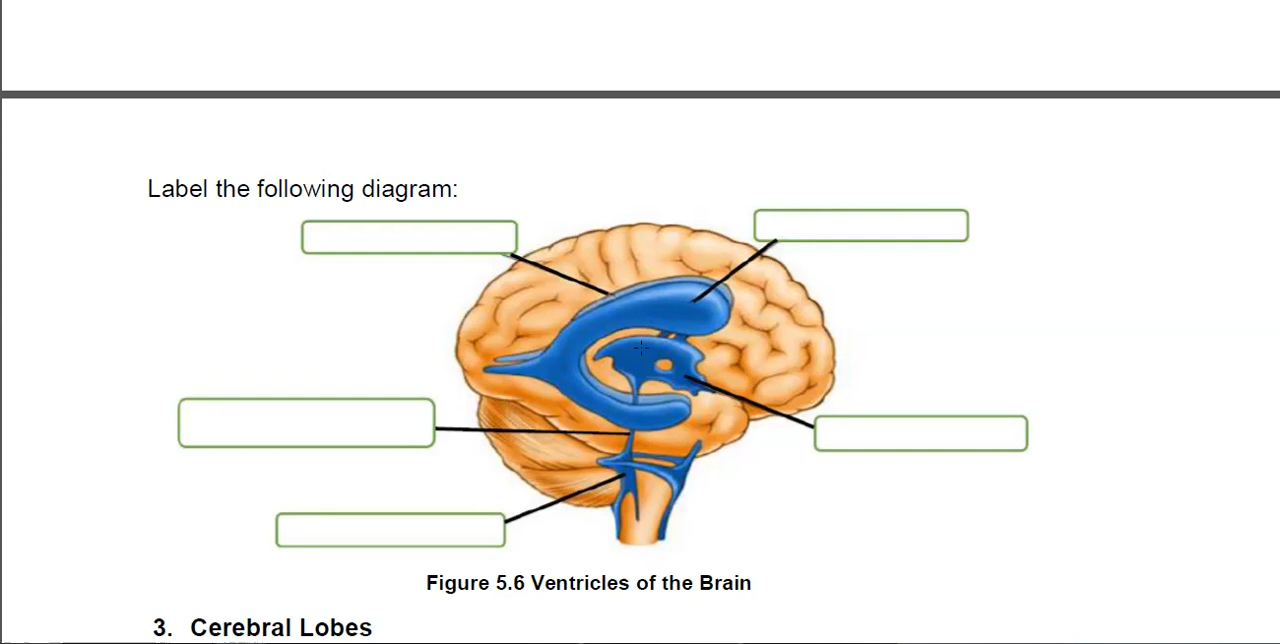 Label the following diagram:
Figure 5.6 Ventricles of the Brain
3. Cerebral Lobes